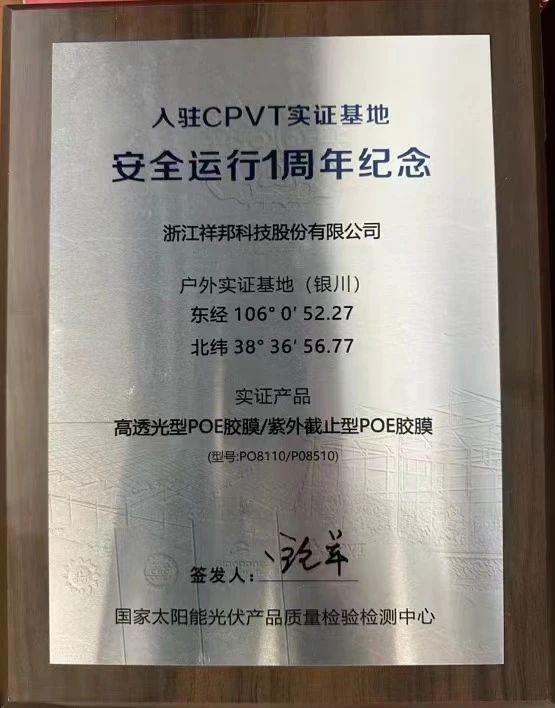 入驻CPVT实证基地
安全运行1周年纪念
浙江祥邦科技股份有限公司
户外实证基地（银川）
东经 106° 0' 52.27
北纬 38° 36' 56.77
实证产品
高透光型POE胶膜/紫外截止型POE胶膜
(型号:PO8110/P08510)
签发人：
国家太阳能光伏产品质量检验检测中心